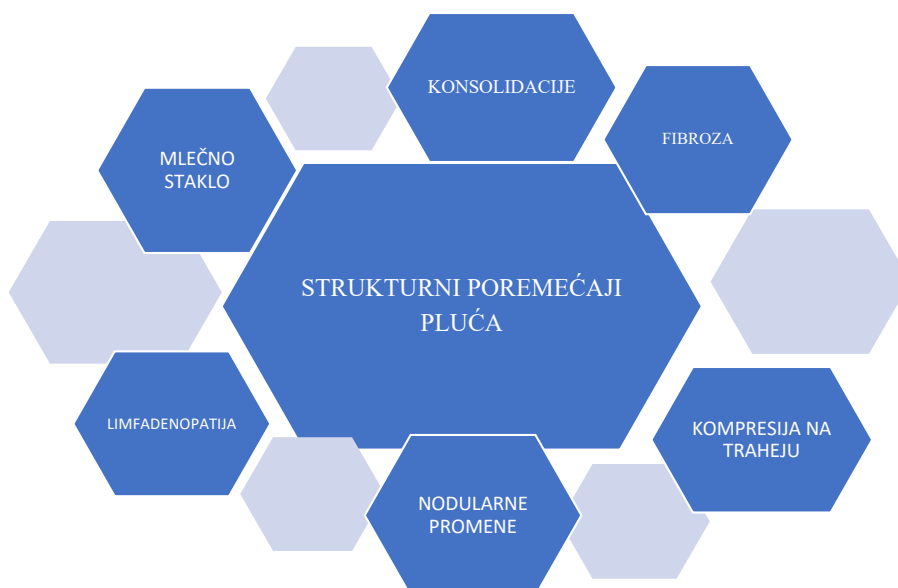 KONSOLIDACIJE
FIBROZA
MLEČNO
STAKLO
STRUKTURNI POREMEĆAJI
PLUĆA
LIMFADENOPATIJA
KOMPRESIJA NA
TRAHEJU
NODULARNE
PROMENE